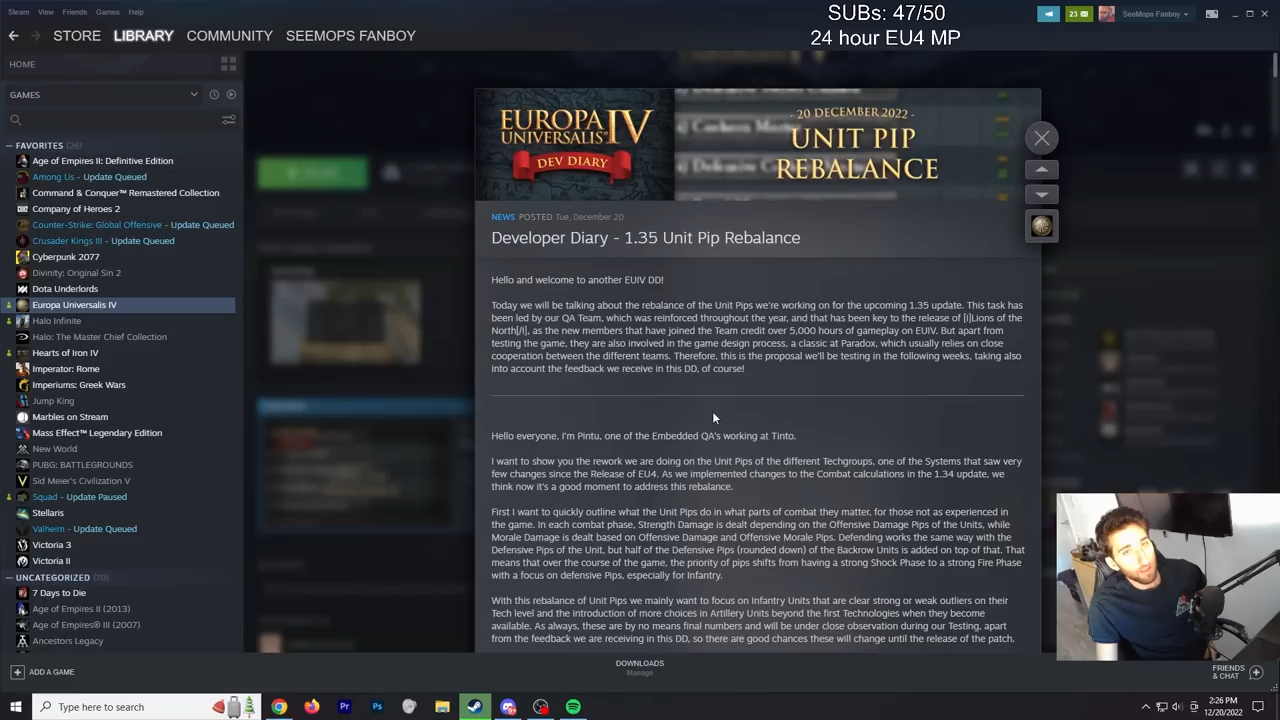 Steam View Friends Games Help
SUBs: 47/50
24 hour EU4 MP
23
SeeMops Fanboy
STORE LIBRARY COMMUNITY SEEMOPS FANBOY
HOME
GAMES
FAVORITES (26)
Age of Empires II: Definitive Edition
Among Us - Update Queued
Command & Conquer™ Remastered Collection
Company of Heroes 2
Counter-Strike: Global Offensive - Update Queued
Crusader Kings III - Update Queued
Cyberpunk 2077
Divinity: Original Sin 2
Dota Underlords
Europa Universalis IV
Halo Infinite
Halo: The Master Chief Collection
Hearts of Iron IV
Imperator: Rome
Imperiums: Greek Wars
Jump King
Marbles on Stream
Mass Effect™ Legendary Edition
New World
PUBG: BATTLEGROUNDS
Sid Meier's Civilization V
Squad - Update Paused
Stellaris
Valheim - Update Queued
Victoria 3
Victoria II
UNCATEGORIZED (70)
7 Days to Die
Age of Empires II (2013)
Age of Empires® III (2007)
Ancestors Legacy
ADD A GAME
EUROPA
UNIVERSALIS IV
DEV DIARY
- 20 DECEMBER 2022 -
UNIT PIP
REBALANCE
NEWS POSTED Tue, December 20
Developer Diary - 1.35 Unit Pip Rebalance
Hello and welcome to another EUIV DD!
Today we will be talking about the rebalance of the Unit Pips we're working on for the upcoming 1.35 update. This task has
been led by our QA Team, which was reinforced throughout the year, and that has been key to the release of [I]Lions of the
North[/I], as the new members that have joined the Team credit over 5,000 hours of gameplay on EUIV. But apart from
testing the game, they are also involved in the game design process, a classic at Paradox, which usually relies on close
cooperation between the different teams. Therefore, this is the proposal we'll be testing in the following weeks, taking also
into account the feedback we receive in this DD, of course!
Hello everyone, I'm Pintu, one of the Embedded QA's working at Tinto.
I want to show you the rework we are doing on the Unit Pips of the different Techgroups, one of the Systems that saw very
few changes since the Release of EU4. As we implemented changes to the Combat calculations in the 1.34 update, we
think now it's a good moment to address this rebalance.
First I want to quickly outline what the Unit Pips do in what parts of combat they matter, for those not as experienced in
the game. In each combat phase, Strength Damage is dealt depending on the Offensive Damage Pips of the Units, while
Morale Damage is dealt based on Offensive Damage and Offensive Morale Pips. Defending works the same way with the
Defensive Pips of the Unit, but half of the Defensive Pips (rounded down) of the Backrow Units is added on top of that. That
means that over the course of the game, the priority of pips shifts from having a strong Shock Phase to a strong Fire Phase
with a focus on defensive Pips, especially for Infantry.
With this rebalance of Unit Pips we mainly want to focus on Infantry Units that are clear strong or weak outliers on their
Tech level and the introduction of more choices in Artillery Units beyond the first Technologies when they become
available. As always, these are by no means final numbers and will be under close observation during our Testing, apart
from the feedback we are receiving in this DD, so there are good chances these will change until the release of the patch.
DOWNLOADS
Manage
FRIENDS
& CHAT
Type here to search
2:26 PM
12/20/2022